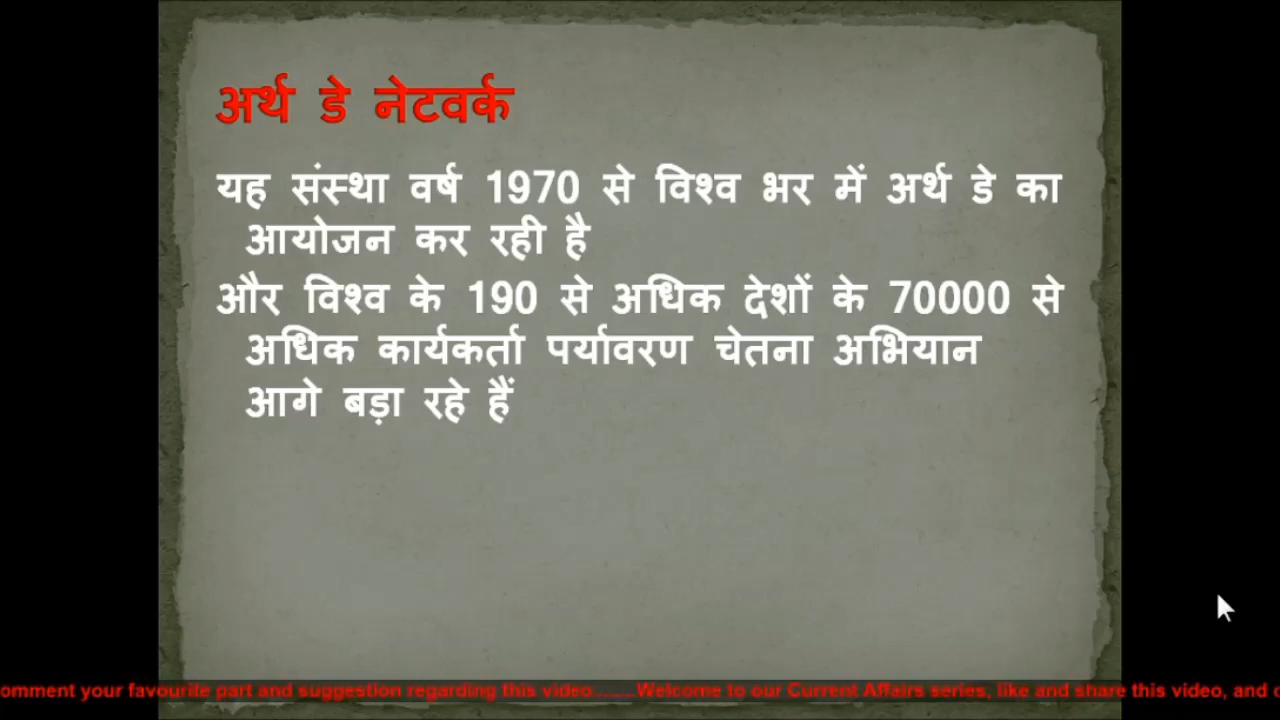 अर्थ डे नेटवर्क
यह संस्था वर्ष 1970 से विश्व भर में अर्थ डे का
आयोजन कर रही है
और विश्व के 190 से अधिक देशों के 70000 से
अधिक कार्यकर्ता पर्यावरण चेतना अभियान
आगे बड़ा रहे हैं
omment your favourite part and suggestion regarding this video........Welcome to our Current Affairs series, like and share this video, and c